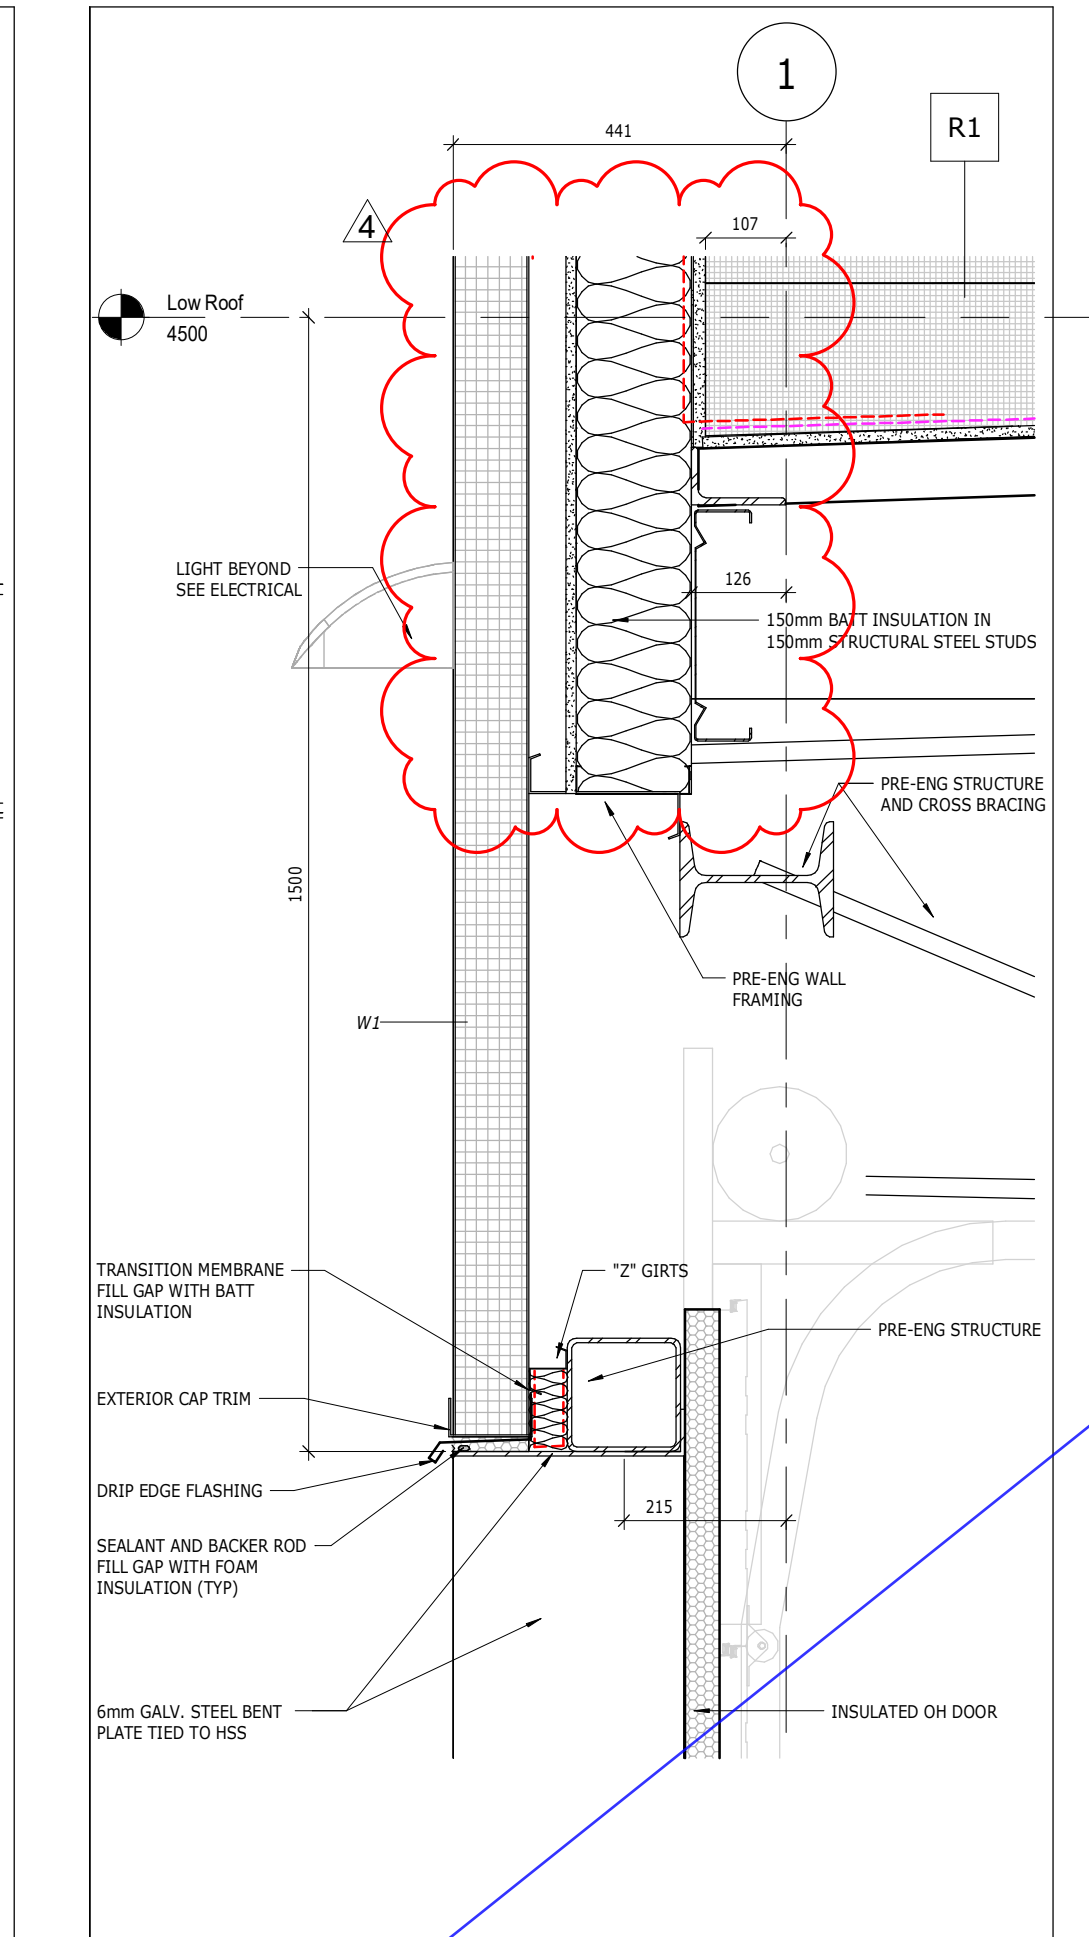 1
R1
441
4
107
Low Roof
4500
LIGHT BEYOND
SEE ELECTRICAL
126
150mm BATT INSULATION IN
150mm STRUCTURAL STEEL STUDS
PRE-ENG STRUCTURE
AND CROSS BRACING
1500
PRE-ENG WALL
FRAMING
W1
TRANSITION MEMBRANE
FILL GAP WITH BATT
INSULATION
"Z" GIRTS
PRE-ENG STRUCTURE
EXTERIOR CAP TRIM
DRIP EDGE FLASHING
215
SEALANT AND BACKER ROD
FILL GAP WITH FOAM
INSULATION (TYP)
6mm GALV. STEEL BENT
PLATE TIED TO HSS
INSULATED OH DOOR